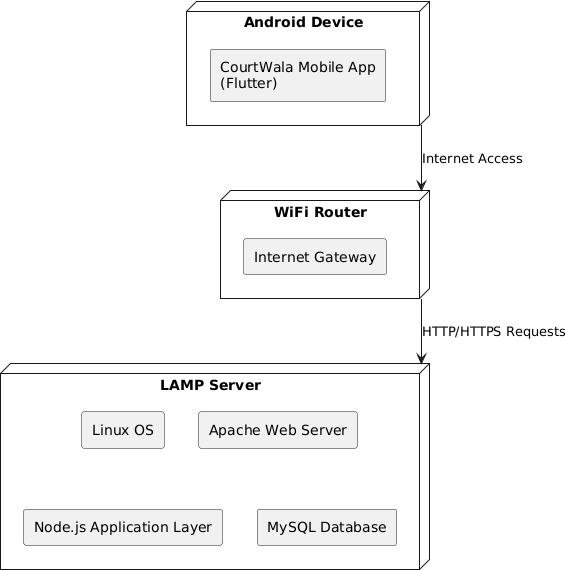 Android Device
CourtWala Mobile App
(Flutter)
Internet Access
WiFi Router
Internet Gateway
HTTP/HTTPS Requests
LAMP Server
Linux OS
Apache Web Server
Node.js Application Layer
MySQL Database